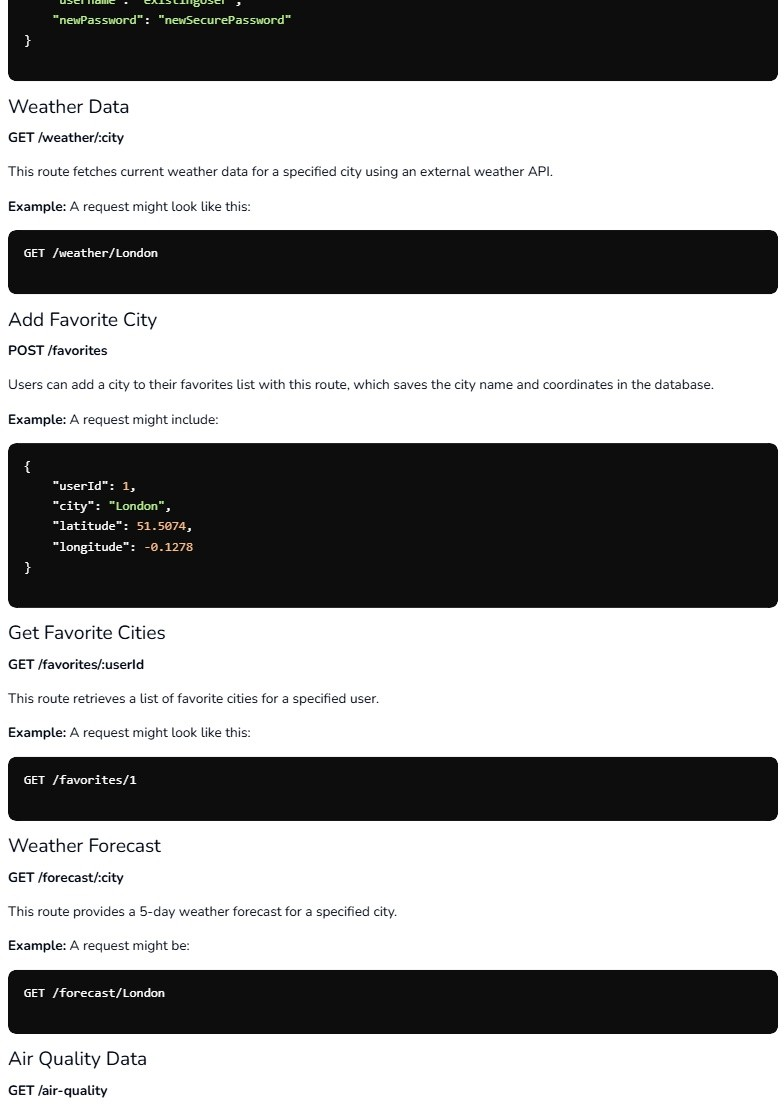 "username": "existingUser",
"newPassword": "newSecurePassword"
}
Weather Data
GET /weather/:city
This route fetches current weather data for a specified city using an external weather API.
Example: A request might look like this:
GET /weather/London
Add Favorite City
POST /favorites
Users can add a city to their favorites list with this route, which saves the city name and coordinates in the database.
Example: A request might include:
{
"userId": 1,
"city": "London",
"latitude": 51.5074,
"longitude": -0.1278
}
Get Favorite Cities
GET /favorites/:userId
This route retrieves a list of favorite cities for a specified user.
Example: A request might look like this:
GET /favorites/1
Weather Forecast
GET /forecast/:city
This route provides a 5-day weather forecast for a specified city.
Example: A request might be:
GET /forecast/London
Air Quality Data
GET /air-quality